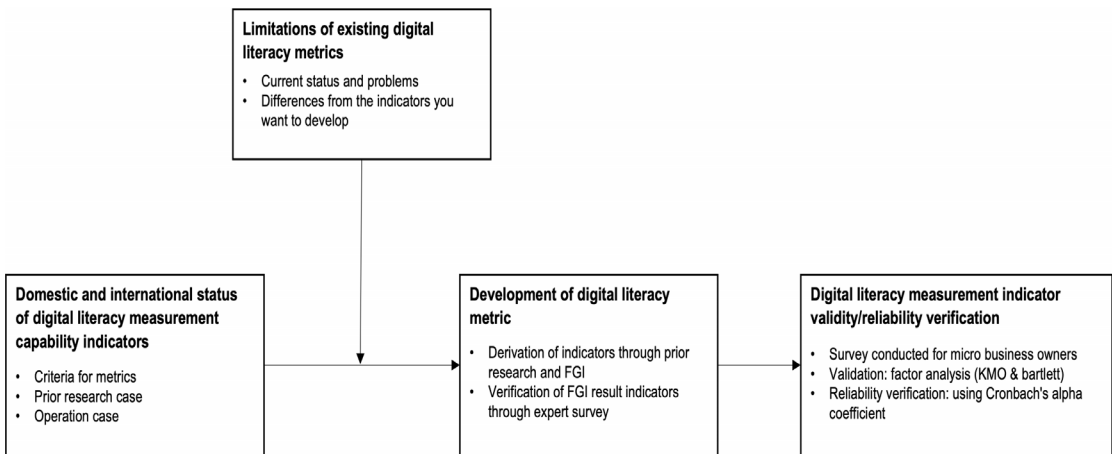 Limitations of existing digital
literacy metrics
• Current status and problems
• Differences from the indicators you
want to develop
Domestic and international status
of digital literacy measurement
capability indicators
• Criteria for metrics
• Prior research case
• Operation case
Development of digital literacy
metric
• Derivation of indicators through prior
research and FGI
• Verification of FGI result indicators
through expert survey
Digital literacy measurement indicator
validity/reliability verification
• Survey conducted for micro business owners
• Validation: factor analysis (KMO & bartlett)
• Reliability verification: using Cronbach's alpha
coefficient